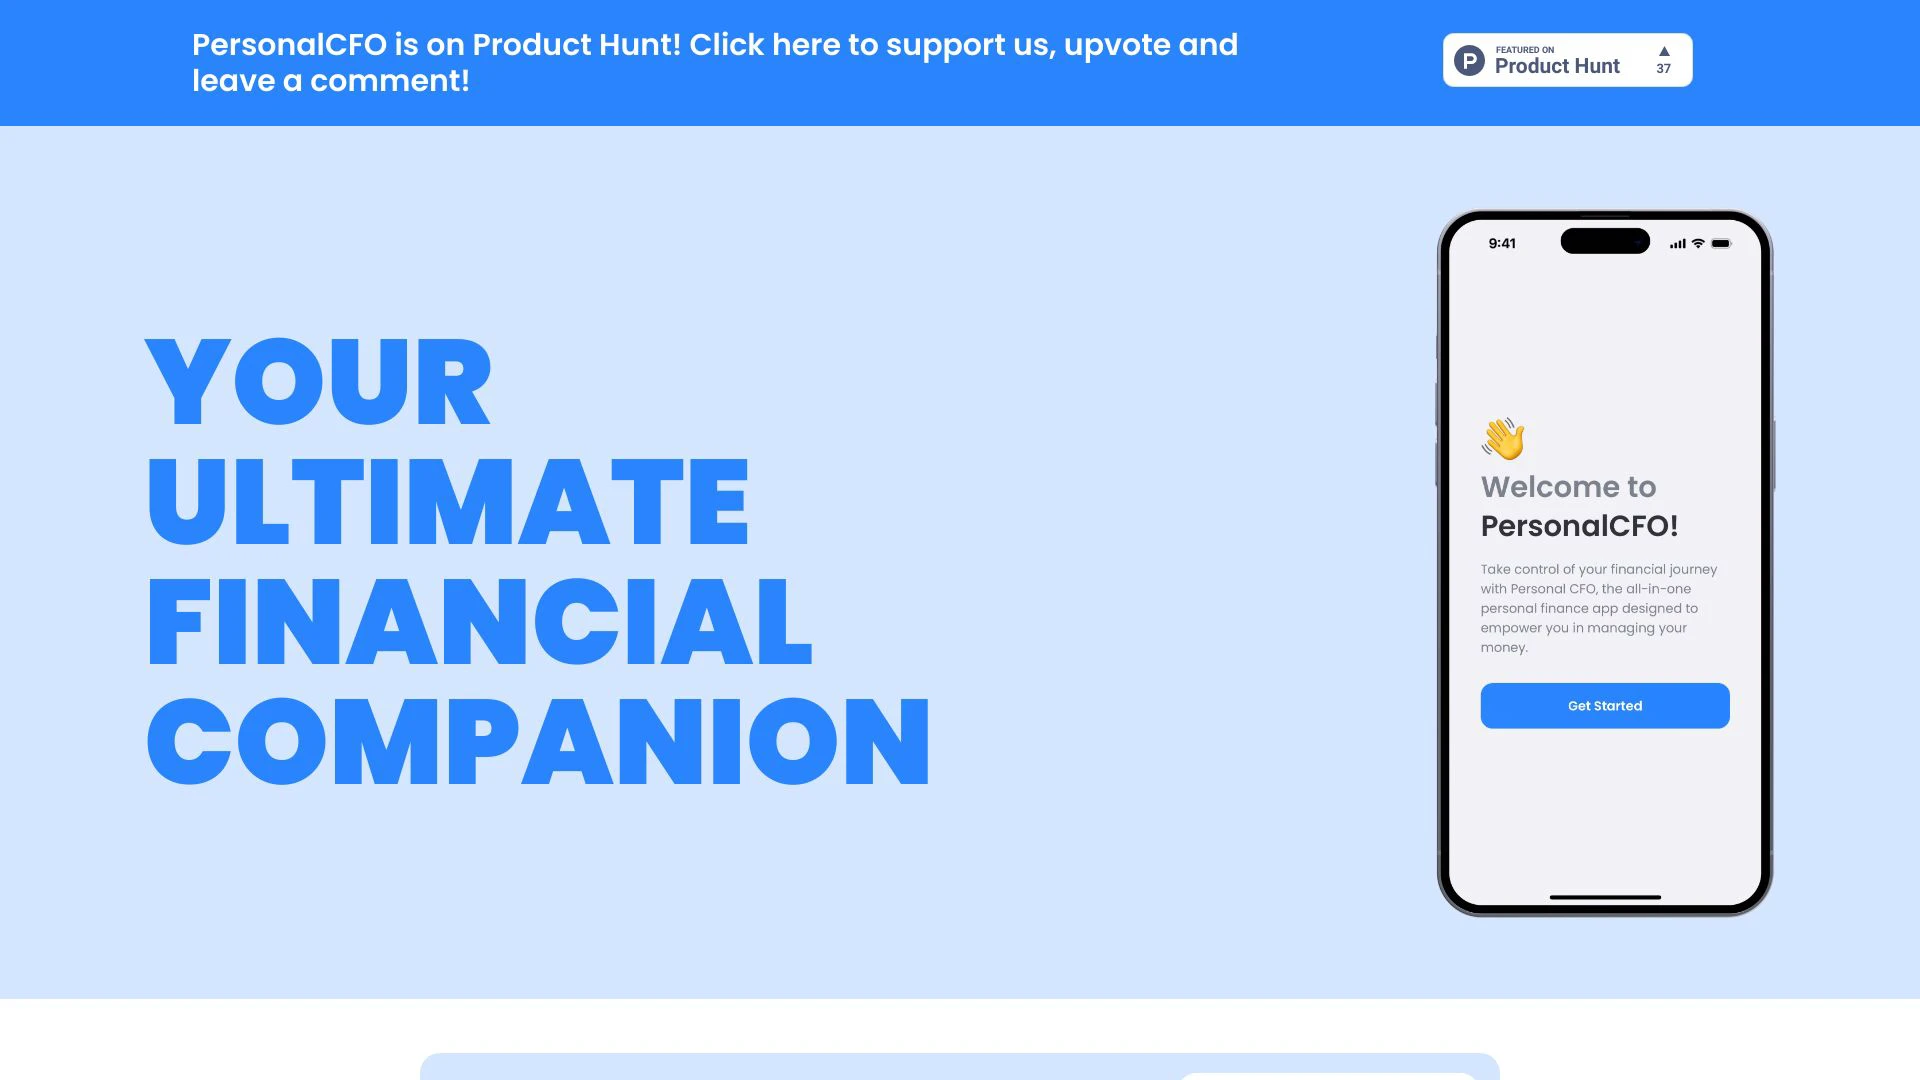 PersonalCFO is on Product Hunt! Click here to support us, upvote and
leave a comment!
FEATURED ON
Product Hunt
37
YOUR
ULTIMATE
FINANCIAL
COMPANION
9:41
Welcome to
PersonalCFO!
Take control of your financial journey
with Personal CFO, the all-in-one
personal finance app designed to
empower you in managing your
money.
Get Started